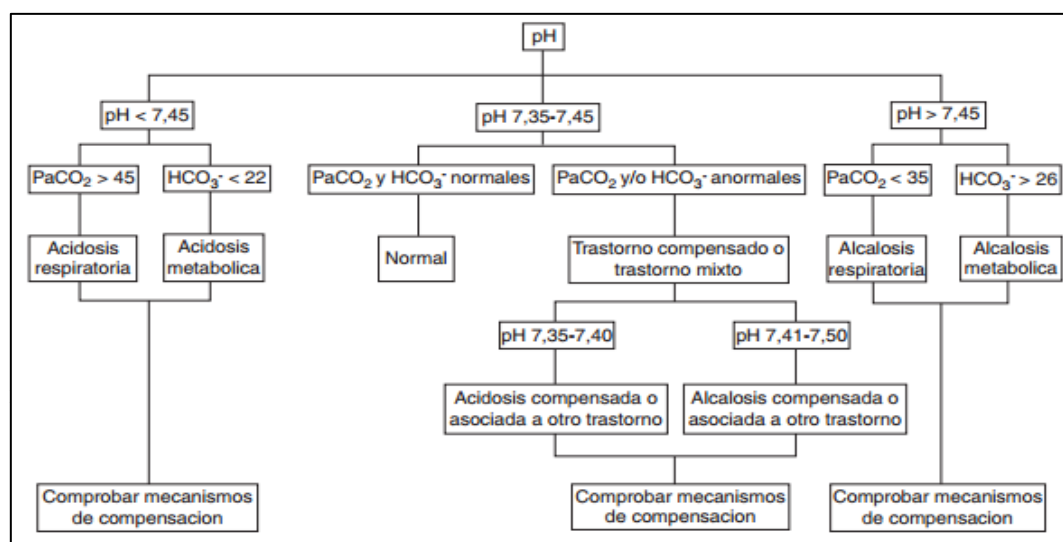 pH
pH < 7,45
pH 7,35-7,45
pH > 7,45
PaCO₂ > 45
HCO₃⁻ < 22
PaCO₂ y HCO₃⁻ normales
PaCO₂ y/o HCO₃⁻ anormales
PaCO₂ < 35
HCO₃⁻ > 26
Acidosis
respiratoria
Acidosis
metabolica
Normal
Trastorno compensado o
trastorno mixto
Alcalosis
respiratoria
Alcalosis
metabolica
pH 7,35-7,40
pH 7,41-7,50
Acidosis compensada o
asociada a otro trastorno
Alcalosis compensada o
asociada a otro trastorno
Comprobar mecanismos
de compensacion
Comprobar mecanismos
de compensacion
Comprobar mecanismos
de compensacion